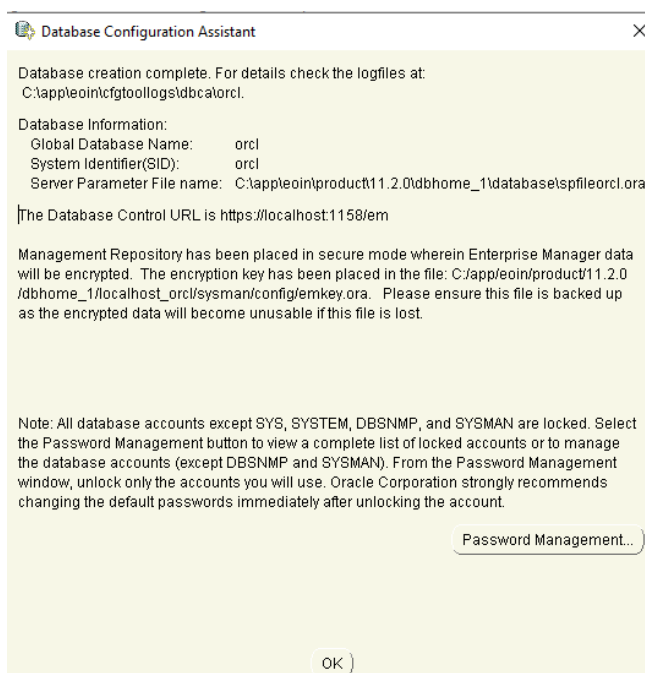 Database Configuration Assistant
Database creation complete. For details check the logfiles at:
C:\app\eoin\cfgtoollogs\dbca\orcl.
Database Information:
Global Database Name: orcl
System Identifier(SID): orcl
Server Parameter File name: C:\app\eoin\product\11.2.0\dbhome_1\database\spfileorcl.ora
The Database Control URL is https://localhost:1158/em
Management Repository has been placed in secure mode wherein Enterprise Manager data
will be encrypted. The encryption key has been placed in the file: C:/app/eoin/product/11.2.0
/dbhome_1/localhost_orcl/sysman/config/emkey.ora. Please ensure this file is backed up
as the encrypted data will become unusable if this file is lost.
Note: All database accounts except SYS, SYSTEM, DBSNMP, and SYSMAN are locked. Select
the Password Management button to view a complete list of locked accounts or to manage
the database accounts (except DBSNMP and SYSMAN). From the Password Management
window, unlock only the accounts you will use. Oracle Corporation strongly recommends
changing the default passwords immediately after unlocking the account.
Password Management...
OK